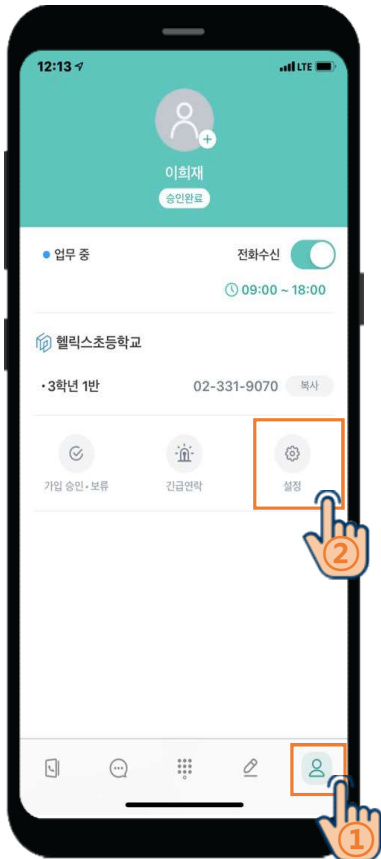 12:13 LTE
이희재
승인완료
업무 중 전화수신
09:00 ~ 18:00
헬릭스초등학교
• 3학년 1반 02-331-9070 복사
가입 승인 • 보류 긴급연락 설정
②
①